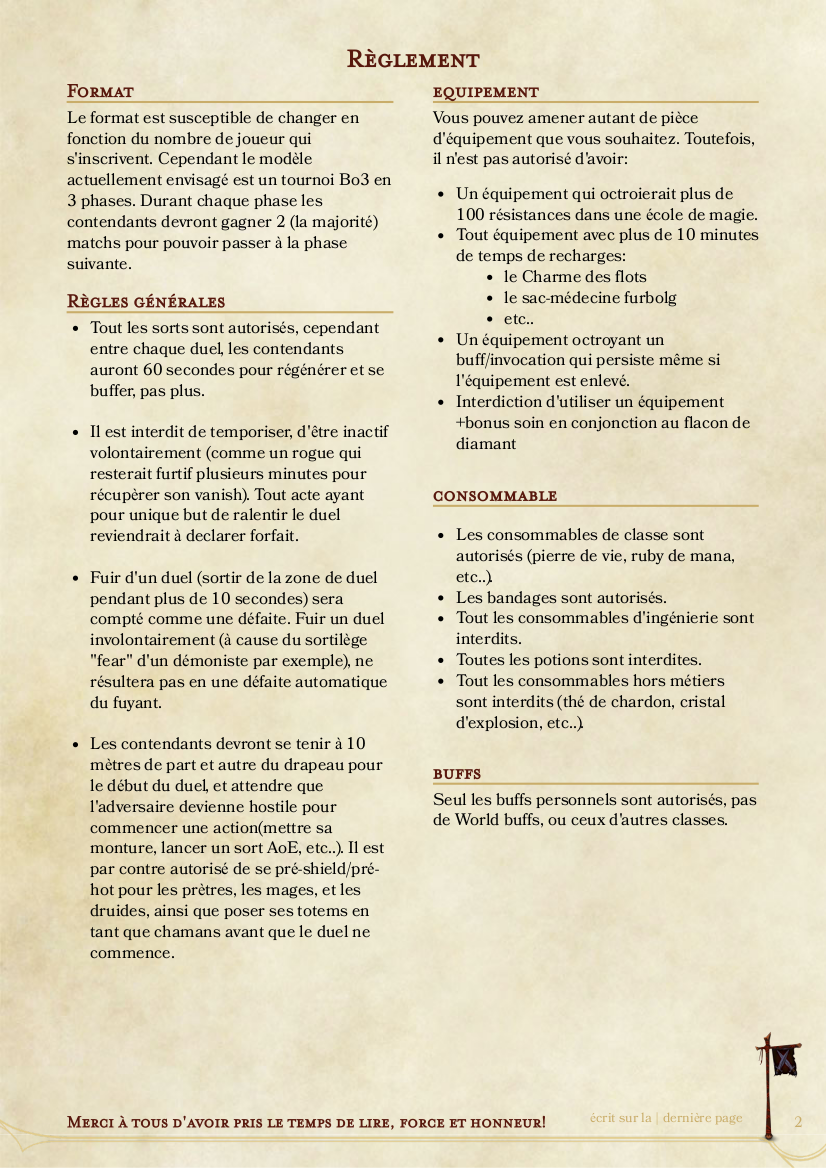 Règlement
Format
Le format est susceptible de changer en
fonction du nombre de joueur qui
s'inscrivent. Cependant le modèle
actuellement envisagé est un tournoi Bo3 en
3 phases. Durant chaque phase les
contendants devront gagner 2 (la majorité)
matchs pour pouvoir passer à la phase
suivante.
Règles générales
• Tout les sorts sont autorisés, cependant
entre chaque duel, les contendants
auront 60 secondes pour régénérer et se
buffer, pas plus.
• Il est interdit de temporiser, d'être inactif
volontairement (comme un rogue qui
resterait furtif plusieurs minutes pour
récupèrer son vanish). Tout acte ayant
pour unique but de ralentir le duel
reviendrait à declarer forfait.
• Fuir d'un duel (sortir de la zone de duel
pendant plus de 10 secondes) sera
compté comme une défaite. Fuir un duel
involontairement (à cause du sortilège
"fear" d'un démoniste par exemple), ne
résultera pas en une défaite automatique
du fuyant.
• Les contendants devront se tenir à 10
mètres de part et autre du drapeau pour
le début du duel, et attendre que
l'adversaire devienne hostile pour
commencer une action(mettre sa
monture, lancer un sort AoE, etc..). Il est
par contre autorisé de se pré-shield/pré-
hot pour les prètres, les mages, et les
druides, ainsi que poser ses totems en
tant que chamans avant que le duel ne
commence.
equipement
Vous pouvez amener autant de pièce
d'équipement que vous souhaitez. Toutefois,
il n'est pas autorisé d'avoir:
• Un équipement qui octroierait plus de
100 résistances dans une école de magie.
• Tout équipement avec plus de 10 minutes
de temps de recharges:
• le Charme des flots
• le sac-médecine furbolg
• etc..
• Un équipement octroyant un
buff/invocation qui persiste même si
l'équipement est enlevé.
• Interdiction d'utiliser un équipement
+bonus soin en conjonction au flacon de
diamant
consommable
• Les consommables de classe sont
autorisés (pierre de vie, ruby de mana,
etc..).
• Les bandages sont autorisés.
• Tout les consommables d'ingénierie sont
interdits.
• Toutes les potions sont interdites.
• Tout les consommables hors métiers
sont interdits (thé de chardon, cristal
d'explosion, etc..).
buffs
Seul les buffs personnels sont autorisés, pas
de World buffs, ou ceux d'autres classes.
Merci à tous d'avoir pris le temps de lire, force et honneur!
écrit sur la | dernière page
2